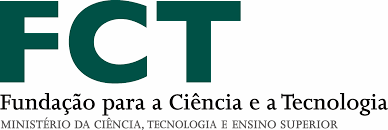 FCT
Fundação para a Ciência e a Tecnologia
MINISTÉRIO DA CIÊNCIA, TECNOLOGIA E ENSINO SUPERIOR